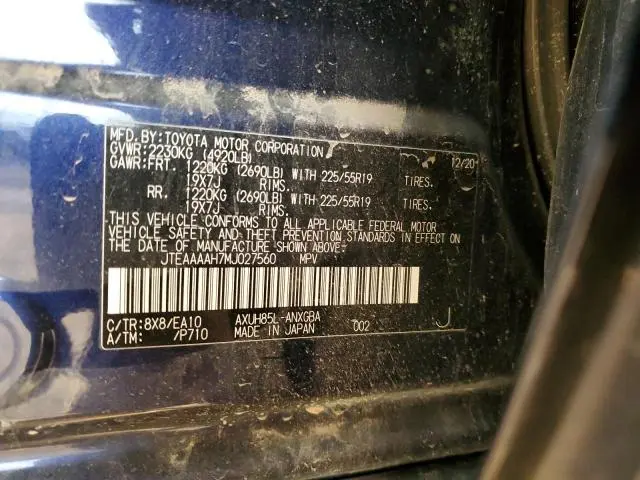 MFD.BY:TOYOTA MOTOR CORPORATION 12/20
GVWR:2230KG (4920LB)
GAWR:FRT. 1220KG (2690LB) WITH 225/55R19 TIRES.
19X7J RIMS.
RR. 1220KG (2690LB) WITH 225/55R19 TIRES.
19X7J RIMS.
THIS VEHICLE CONFORMS TO ALL APPLICABLE FEDERAL MOTOR
VEHICLE SAFETY AND THEFT PREVENTION STANDARDS IN EFFECT ON
THE DATE OF MANUFACTURE SHOWN ABOVE.
JTEAAAAH7MJ027560 MPV
C/TR:8X8/EA10 AXUH85L-ANXGBA
A/TM: /P710 MADE IN JAPAN 002 J